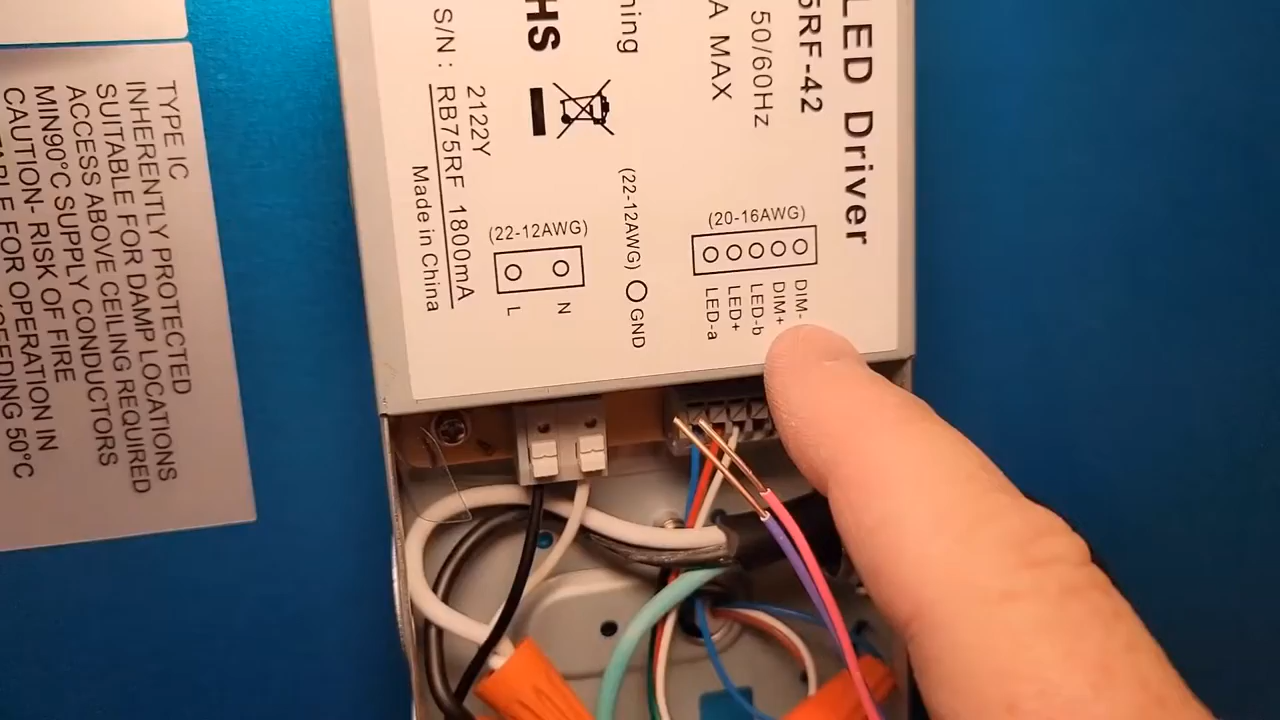 TYPE IC
INHERENTLY PROTECTED
SUITABLE FOR DAMP LOCATIONS
ACCESS ABOVE CEILING REQUIRED
MIN90°C SUPPLY CONDUCTORS
CAUTION- RISK OF FIRE
FOR OPERATION IN
50°C
LED Driver
5RF-42
50/60Hz
A MAX
ning
HS
2122Y
S/N : RB75RF 1800mA
Made in China
(22-12AWG)
L
N
(22-12AWG)
GND
(20-16AWG)
LED-a
LED+
LED-b
DIM+
DIM-